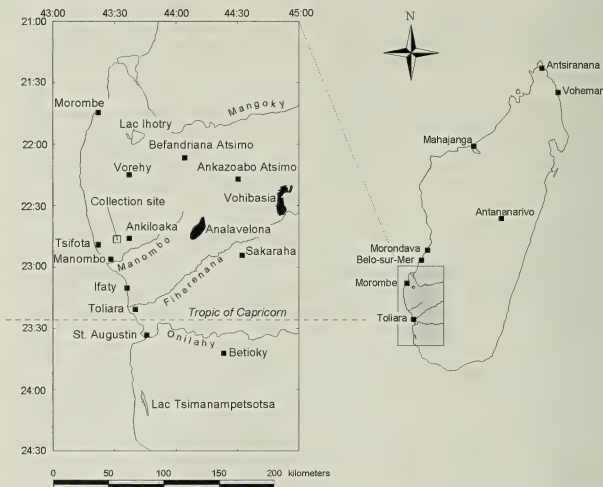 43:00 43:30 44:00 44:30 45:00
21:00
21:30
22:00
22:30
23:00
23:30
24:00
24:30
Morombe
Mangoky
Lac Ihotry
Befandriana Atsimo
Vorehy
Ankazoabo Atsimo
Collection site
Vohibasia
Ankiloaka
Analavelona
Tsifota
Manombo
Manombo
Sakaraha
Fiherenana
Ifaty
Toliara
Tropic of Capricorn
St. Augustin
Onilahy
Betioky
Lac Tsimanampetsotsa
0 50 100 150 200 kilometers
N
Antsiranana
Vohemar
Mahajanga
Antananarivo
Morondava
Belo-sur-Mer
Morombe
Toliara